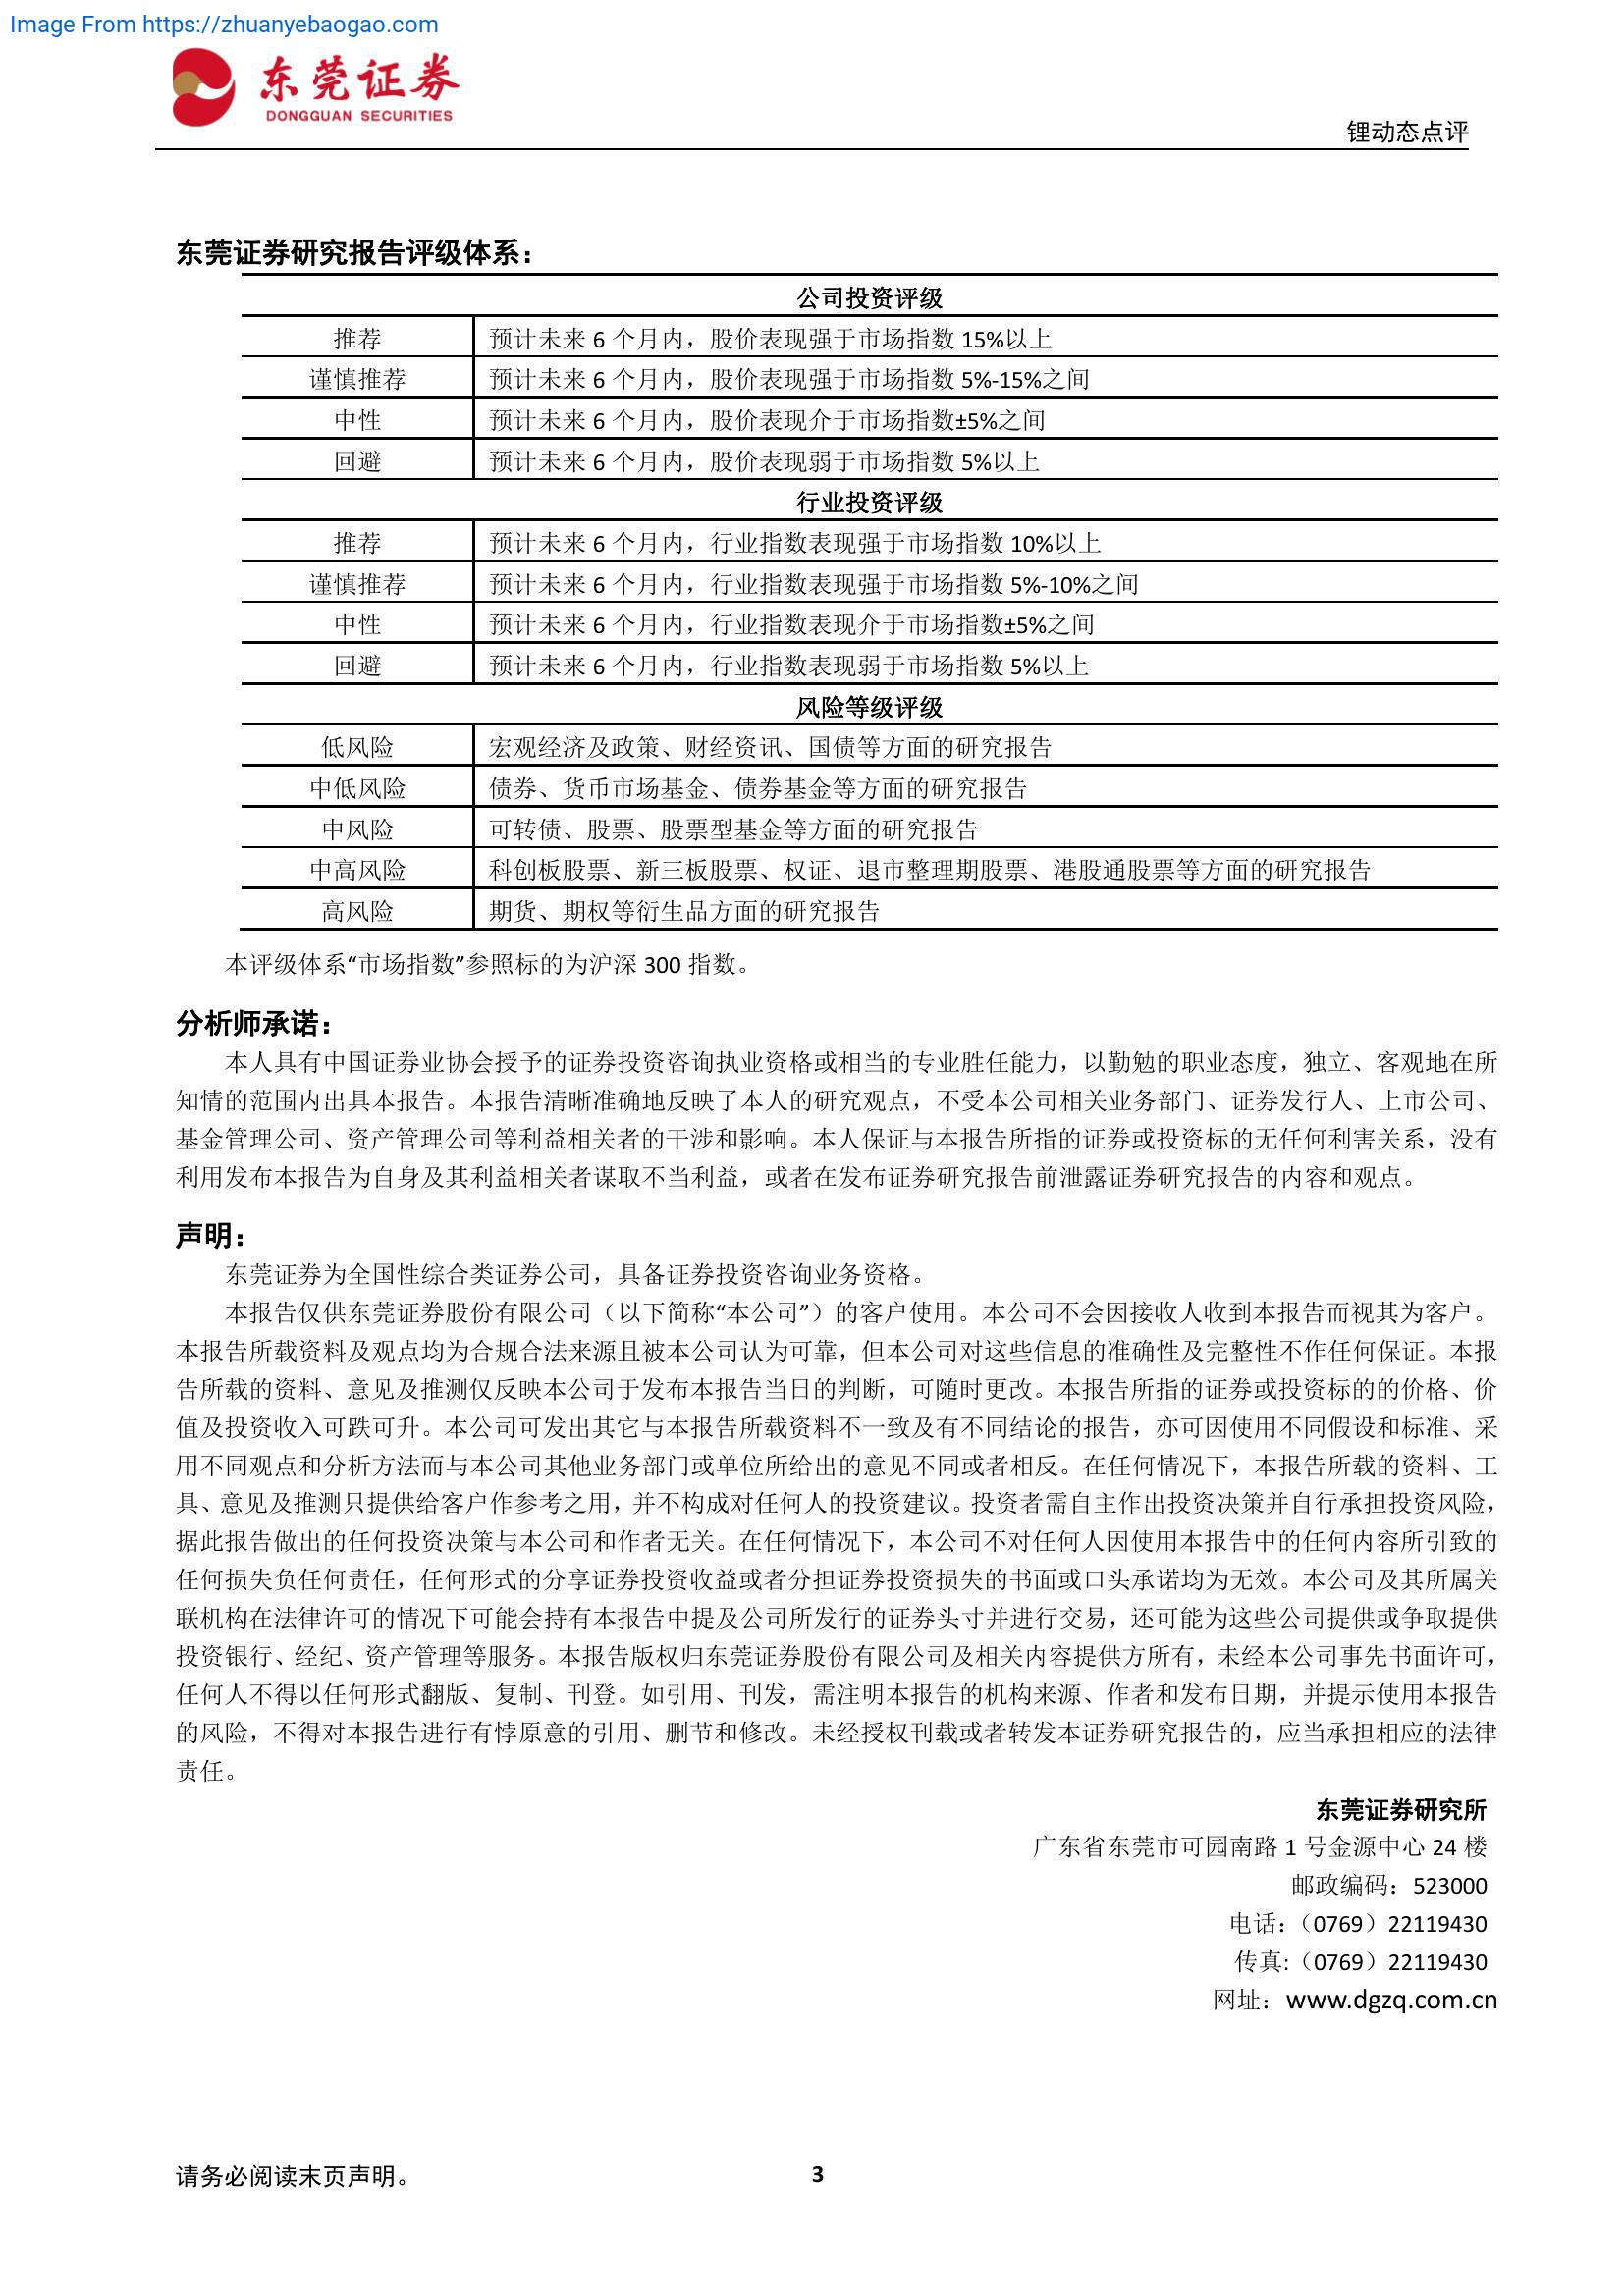 Image From https://zhuanyebaogao.com
东莞证券
DONGGUAN SECURITIES
锂动态点评
东莞证券研究报告评级体系：
公司投资评级
推荐 预计未来 6 个月内，股价表现强于市场指数 15%以上
谨慎推荐 预计未来 6 个月内，股价表现强于市场指数 5%-15%之间
中性 预计未来 6 个月内，股价表现介于市场指数±5%之间
回避 预计未来 6 个月内，股价表现弱于市场指数 5%以上
行业投资评级
推荐 预计未来 6 个月内，行业指数表现强于市场指数 10%以上
谨慎推荐 预计未来 6 个月内，行业指数表现强于市场指数 5%-10%之间
中性 预计未来 6 个月内，行业指数表现介于市场指数±5%之间
回避 预计未来 6 个月内，行业指数表现弱于市场指数 5%以上
风险等级评级
低风险 宏观经济及政策、财经资讯、国债等方面的研究报告
中低风险 债券、货币市场基金、债券基金等方面的研究报告
中风险 可转债、股票、股票型基金等方面的研究报告
中高风险 科创板股票、新三板股票、权证、退市整理期股票、港股通股票等方面的研究报告
高风险 期货、期权等衍生品方面的研究报告
本评级体系“市场指数”参照标的为沪深 300 指数。
分析师承诺：
本人具有中国证券业协会授予的证券投资咨询执业资格或相当的专业胜任能力，以勤勉的职业态度，独立、客观地在所
知情的范围内出具本报告。本报告清晰准确地反映了本人的研究观点，不受本公司相关业务部门、证券发行人、上市公司、
基金管理公司、资产管理公司等利益相关者的干涉和影响。本人保证与本报告所指的证券或投资标的无任何利害关系，没有
利用发布本报告为自身及其利益相关者谋取不当利益，或者在发布证券研究报告前泄露证券研究报告的内容和观点。
声明：
东莞证券为全国性综合类证券公司，具备证券投资咨询业务资格。
本报告仅供东莞证券股份有限公司（以下简称“本公司”）的客户使用。本公司不会因接收人收到本报告而视其为客户。
本报告所载资料及观点均为合规合法来源且被本公司认为可靠，但本公司对这些信息的准确性及完整性不作任何保证。本报
告所载的资料、意见及推测仅反映本公司于发布本报告当日的判断，可随时更改。本报告所指的证券或投资标的的价格、价
值及投资收入可跌可升。本公司可发出其它与本报告所载资料不一致及有不同结论的报告，亦可因使用不同假设和标准、采
用不同观点和分析方法而与本公司其他业务部门或单位所给出的意见不同或者相反。在任何情况下，本报告所载的资料、工
具、意见及推测只提供给客户作参考之用，并不构成对任何人的投资建议。投资者需自主作出投资决策并自行承担投资风险，
据此报告做出的任何投资决策与本公司和作者无关。在任何情况下，本公司不对任何人因使用本报告中的任何内容所引致的
任何损失负任何责任，任何形式的分享证券投资收益或者分担证券投资损失的书面或口头承诺均为无效。本公司及其所属关
联机构在法律许可的情况下可能会持有本报告中提及公司所发行的证券头寸并进行交易，还可能为这些公司提供或争取提供
投资银行、经纪、资产管理等服务。本报告版权归东莞证券股份有限公司及相关内容提供方所有，未经本公司事先书面许可，
任何人不得以任何形式翻版、复制、刊登。如引用、刊发，需注明本报告的机构来源、作者和发布日期，并提示使用本报告
的风险，不得对本报告进行有悖原意的引用、删节和修改。未经授权刊载或者转发本证券研究报告的，应当承担相应的法律
责任。
东莞证券研究所
广东省东莞市可园南路 1 号金源中心 24 楼
邮政编码：523000
电话：（0769）22119430
传真:（0769）22119430
网址：www.dgzq.com.cn
请务必阅读末页声明。
3